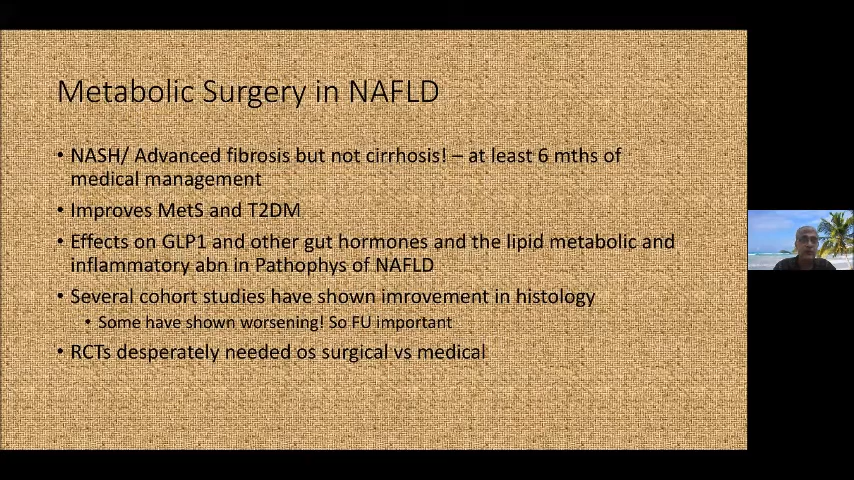 Metabolic Surgery in NAFLD
• NASH/ Advanced fibrosis but not cirrhosis! – at least 6 mths of
medical management
• Improves MetS and T2DM
• Effects on GLP1 and other gut hormones and the lipid metabolic and
inflammatory abn in Pathophys of NAFLD
• Several cohort studies have shown imrovement in histology
• Some have shown worsening! So FU important
• RCTs desperately needed os surgical vs medical